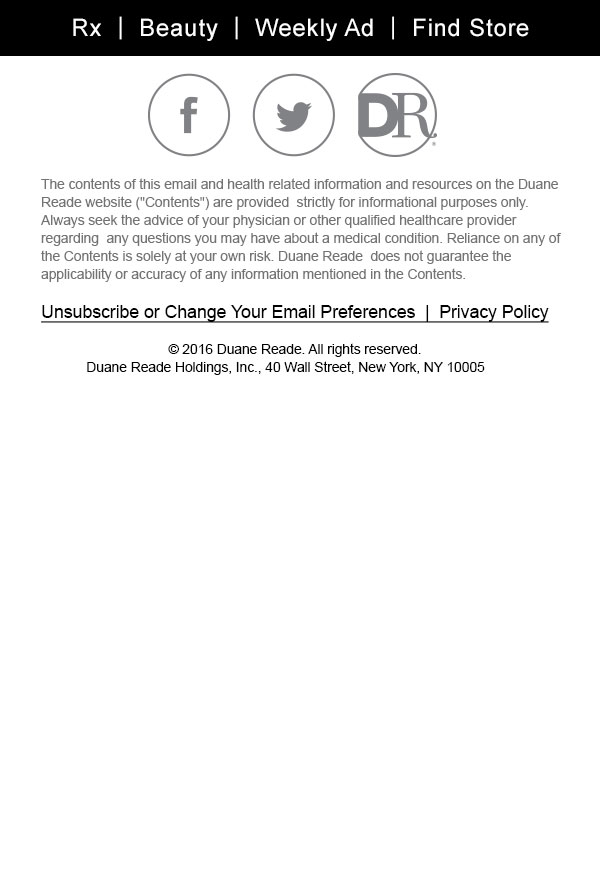 Rx | Beauty | Weekly Ad | Find Store
f DR®
The contents of this email and health related information and resources on the Duane
Reade website ("Contents") are provided  strictly for informational purposes only.
Always seek the advice of your physician or other qualified healthcare provider
regarding  any questions you may have about a medical condition. Reliance on any of
the Contents is solely at your own risk. Duane Reade  does not guarantee the
applicability or accuracy of any information mentioned in the Contents.
Unsubscribe or Change Your Email Preferences | Privacy Policy
© 2016 Duane Reade. All rights reserved.
Duane Reade Holdings, Inc., 40 Wall Street, New York, NY 10005